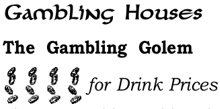 Gambling Houses
The Gambling Golem
for Drink Prices